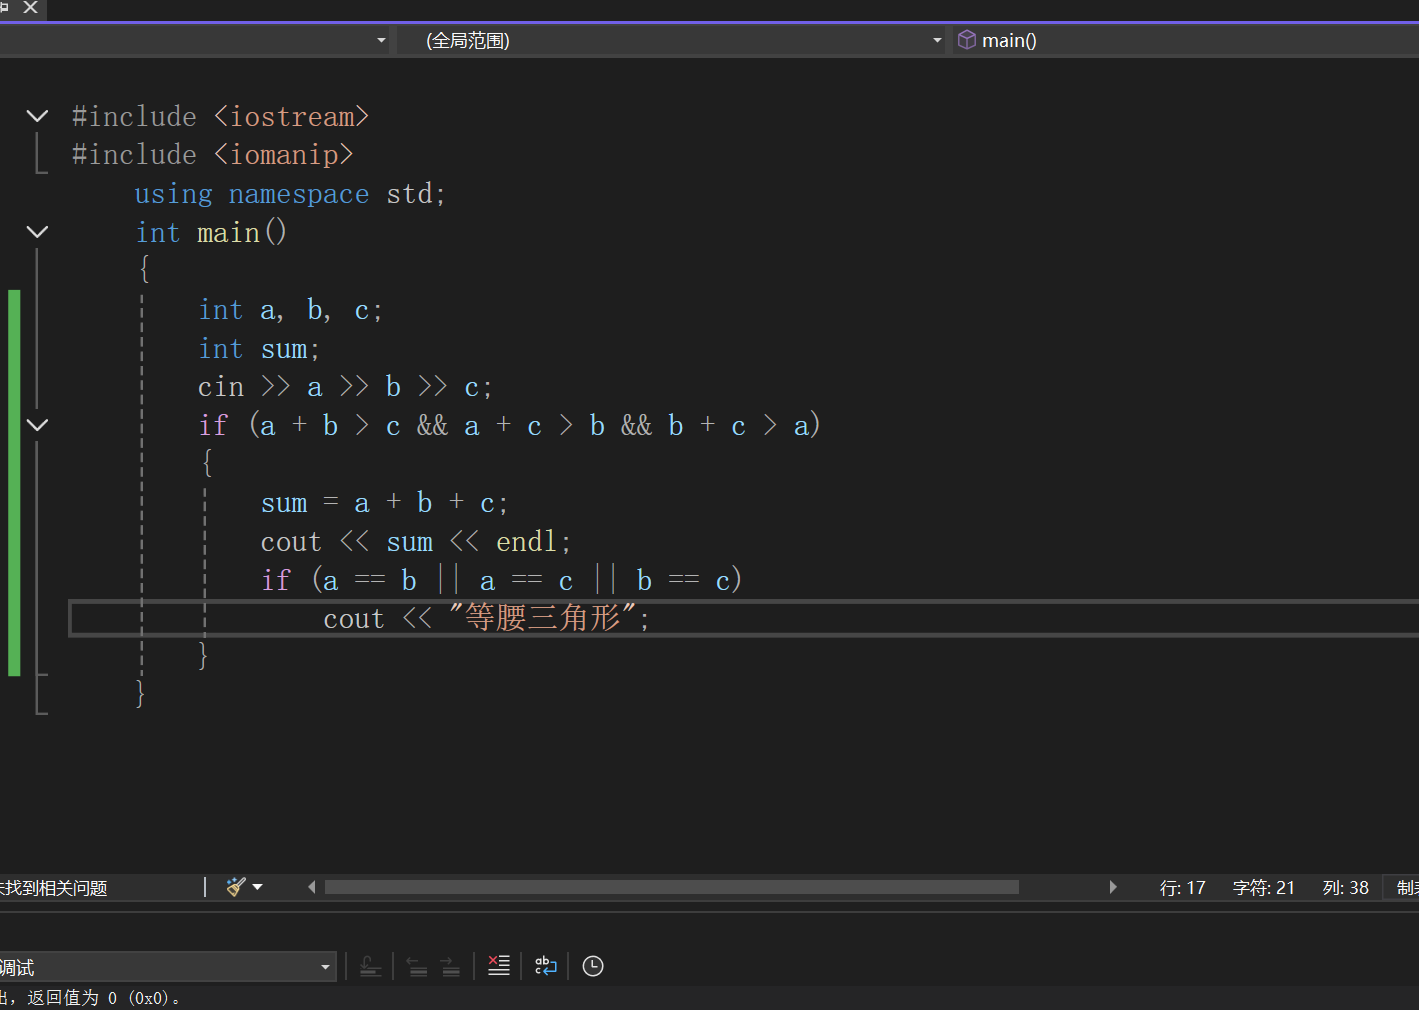 (全局范围)
main()
#include <iostream>
#include <iomanip>
using namespace std;
int main()
{
int a, b, c;
int sum;
cin >> a >> b >> c;
if (a + b > c && a + c > b && b + c > a)
{
sum = a + b + c;
cout << sum << endl;
if (a == b || a == c || b == c)
cout << "等腰三角形";
}
}
找到相关问题
行: 17 字符: 21 列: 38
调试
返回值为 0 (0x0)。